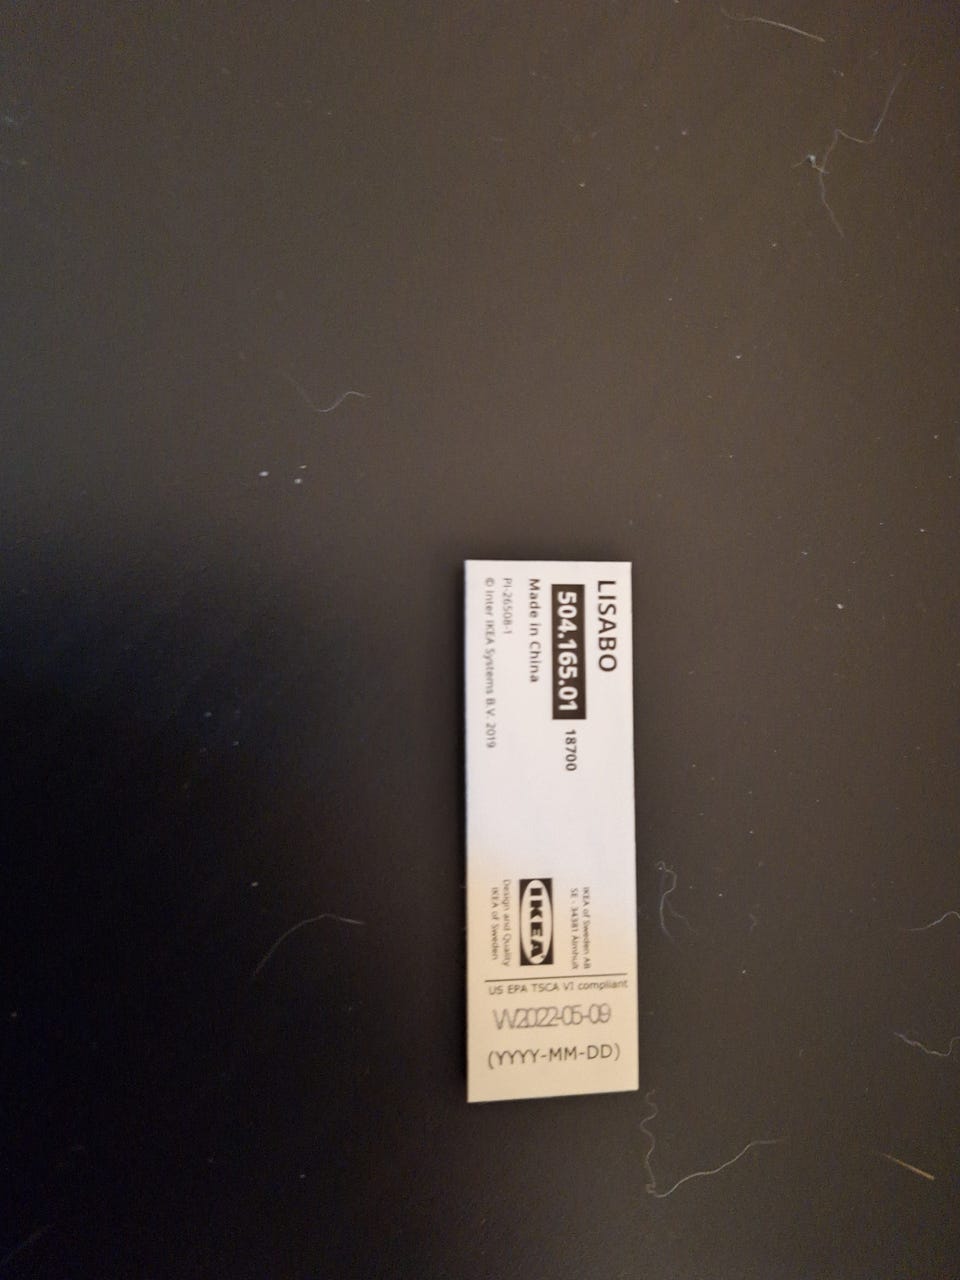 LISABO
504.165.01 18700
Made in China
PI-26508-1
© Inter IKEA Systems B.V. 2019
IKEA of Sweden AB
SE - 34381 Älmhult
IKEA
Design and Quality
IKEA of Sweden
US EPA TSCA VI compliant
W2022-05-09
(YYYY-MM-DD)